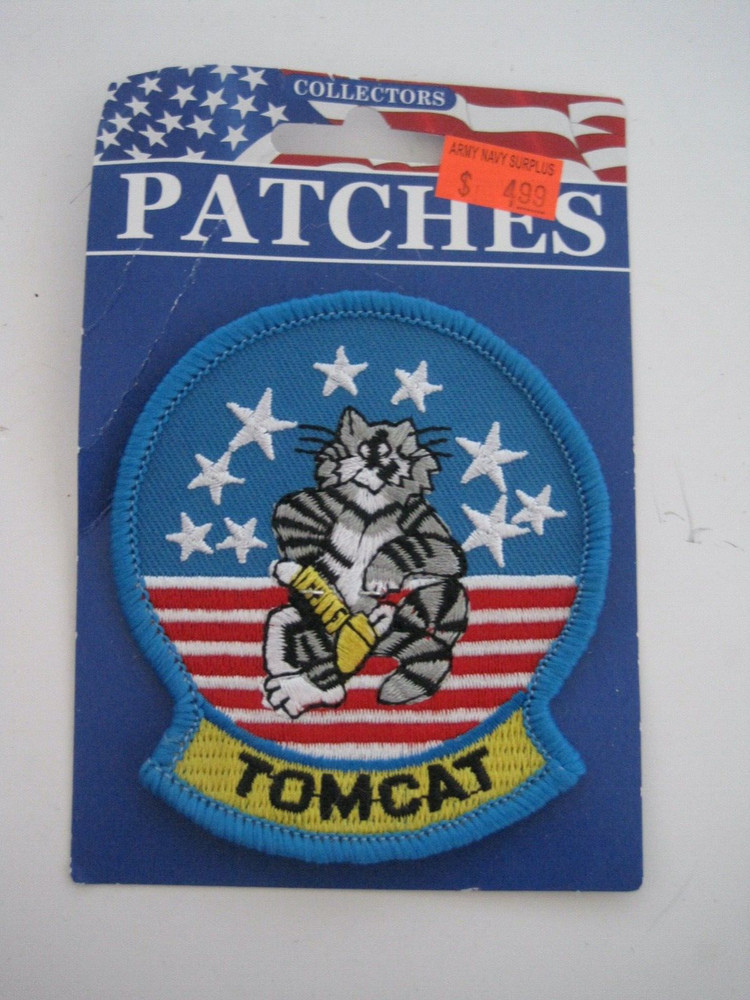 COLLECTORS
ARMY NAVY SURPLUS
$ 4.99
PATCHES
TOMCAT